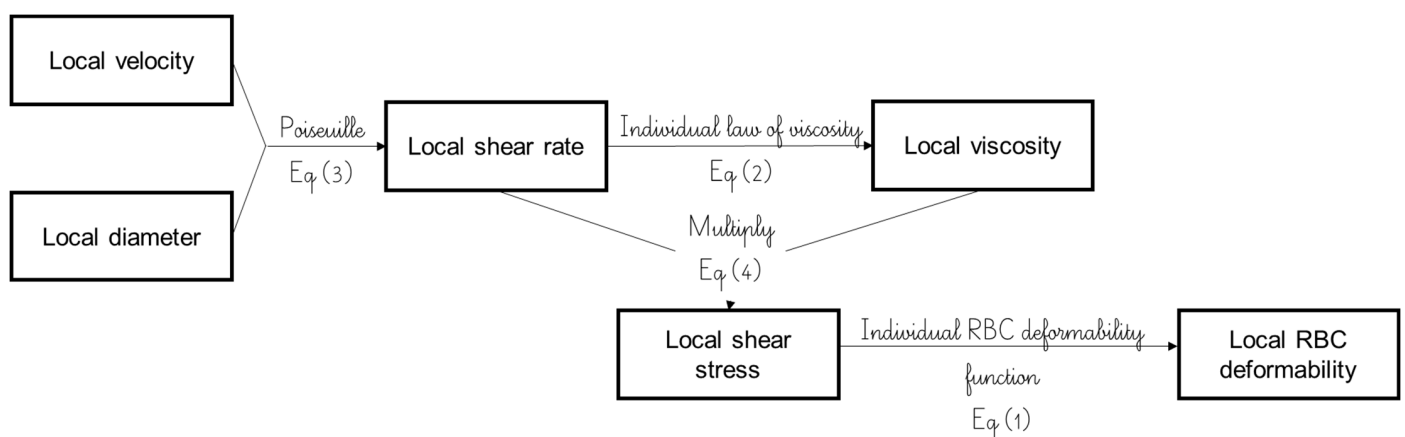 Local velocity
Poiseuille
Eq (3)
Local diameter
Local shear rate
Individual law of viscosity
Eq (2)
Local viscosity
Multiply
Eq (4)
Local shear
stress
Individual RBC deformability
function
Eq (1)
Local RBC
deformability